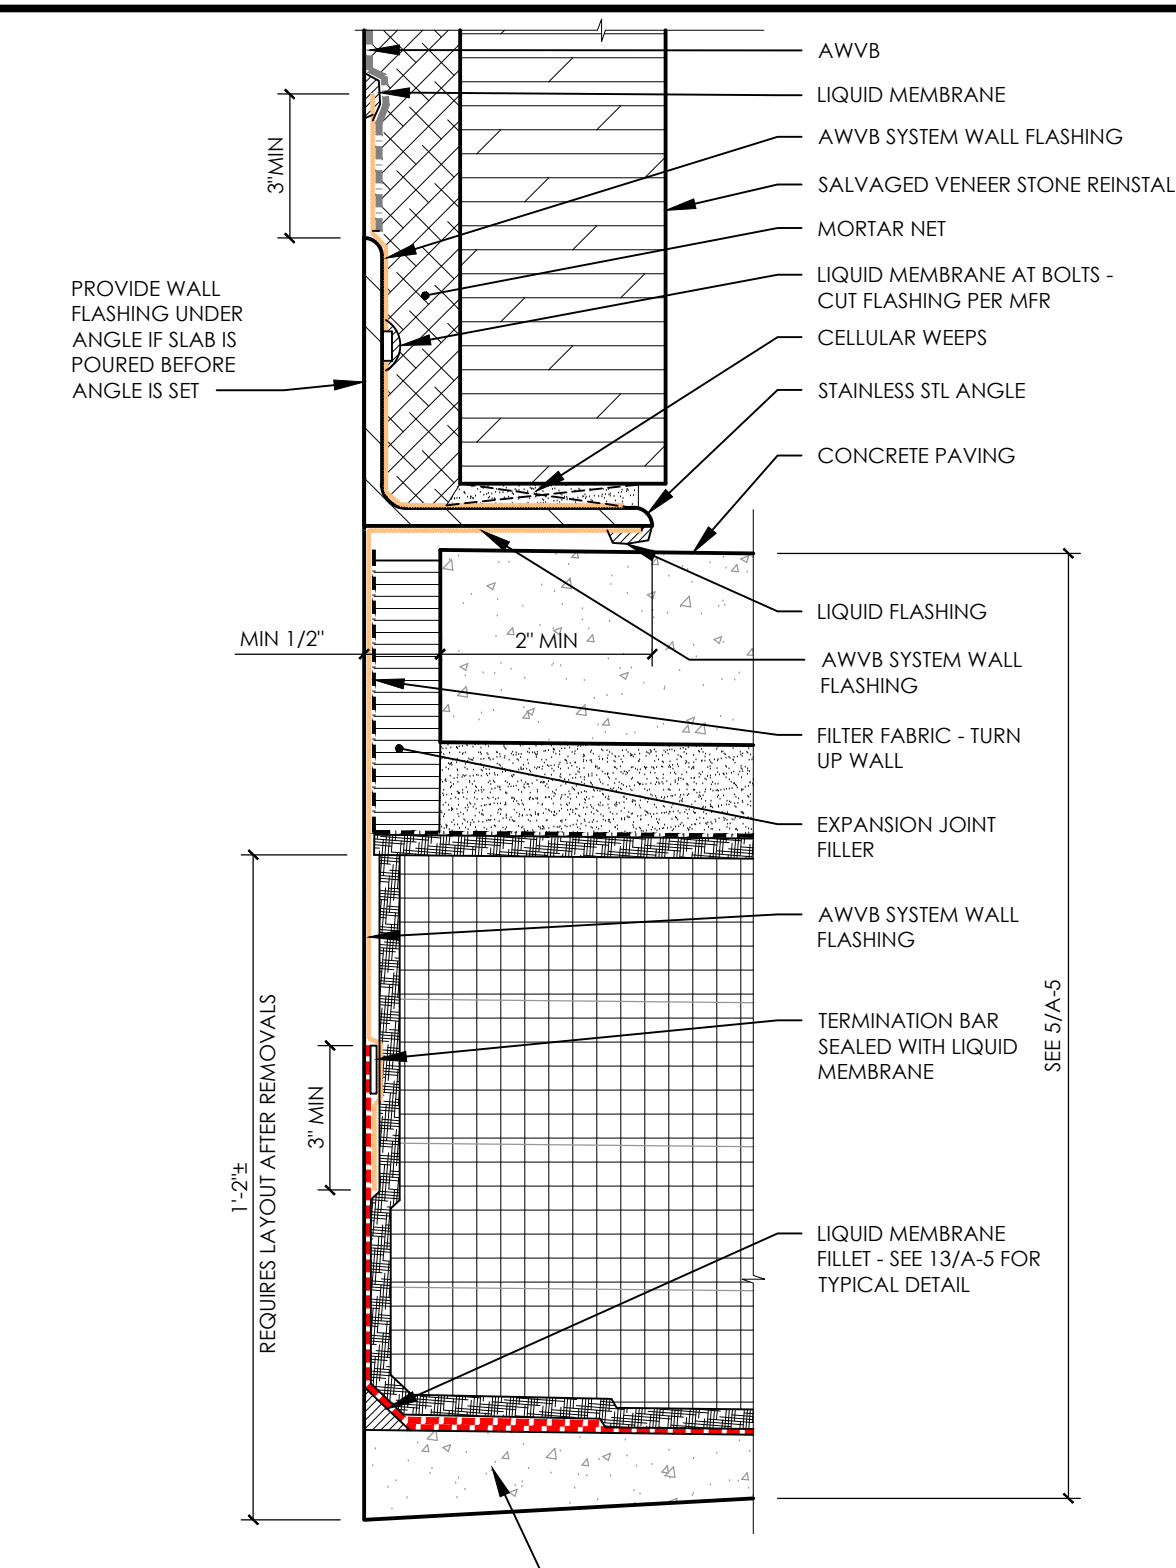 AWVB
LIQUID MEMBRANE
AWVB SYSTEM WALL FLASHING
SALVAGED VENEER STONE REINSTAL
MORTAR NET
LIQUID MEMBRANE AT BOLTS -
CUT FLASHING PER MFR
CELLULAR WEEPS
STAINLESS STL ANGLE
CONCRETE PAVING
3"MIN
PROVIDE WALL
FLASHING UNDER
ANGLE IF SLAB IS
POURED BEFORE
ANGLE IS SET
MIN 1/2"
2" MIN
LIQUID FLASHING
AWVB SYSTEM WALL
FLASHING
FILTER FABRIC - TURN
UP WALL
EXPANSION JOINT
FILLER
AWVB SYSTEM WALL
FLASHING
TERMINATION BAR
SEALED WITH LIQUID
MEMBRANE
SEE 5/A-5
3" MIN
1'-2"±
REQUIRES LAYOUT AFTER REMOVALS
LIQUID MEMBRANE
FILLET - SEE 13/A-5 FOR
TYPICAL DETAIL